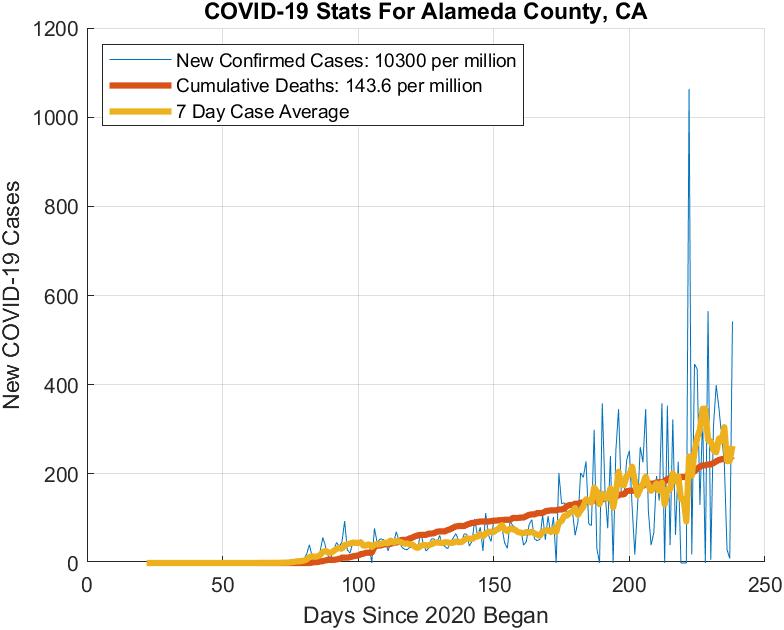 COVID-19 Stats For Alameda County, CA
1200
1000
800
600
400
200
0
New COVID-19 Cases
New Confirmed Cases: 10300 per million
Cumulative Deaths: 143.6 per million
7 Day Case Average
0 50 100 150 200 250
Days Since 2020 Began